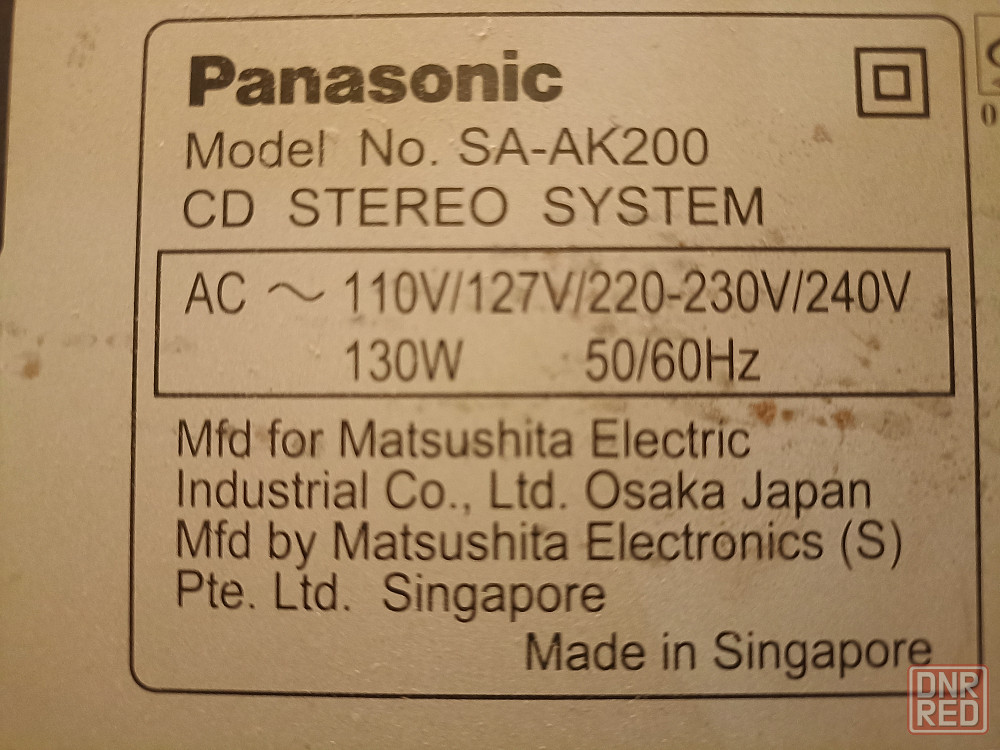 Panasonic
Model No. SA-AK200
CD STEREO SYSTEM
AC ~ 110V/127V/220-230V/240V
130W 50/60Hz
Mfd for Matsushita Electric
Industrial Co., Ltd. Osaka Japan
Mfd by Matsushita Electronics (S)
Pte. Ltd. Singapore
Made in Singapore
DNR
RED